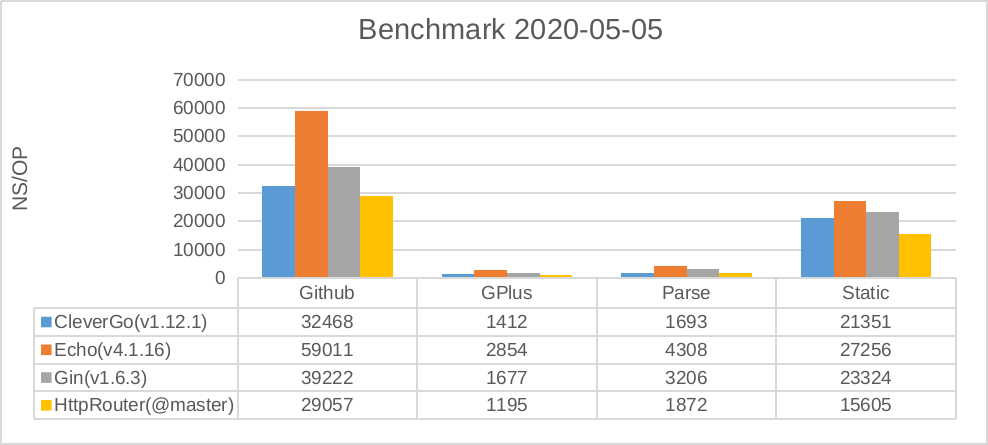 Benchmark 2020-05-05
NS/OP
70000
60000
50000
40000
30000
20000
10000
0
Github GPlus Parse Static
CleverGo(v1.12.1) 32468 1412 1693 21351
Echo(v4.1.16) 59011 2854 4308 27256
Gin(v1.6.3) 39222 1677 3206 23324
HttpRouter(@master) 29057 1195 1872 15605